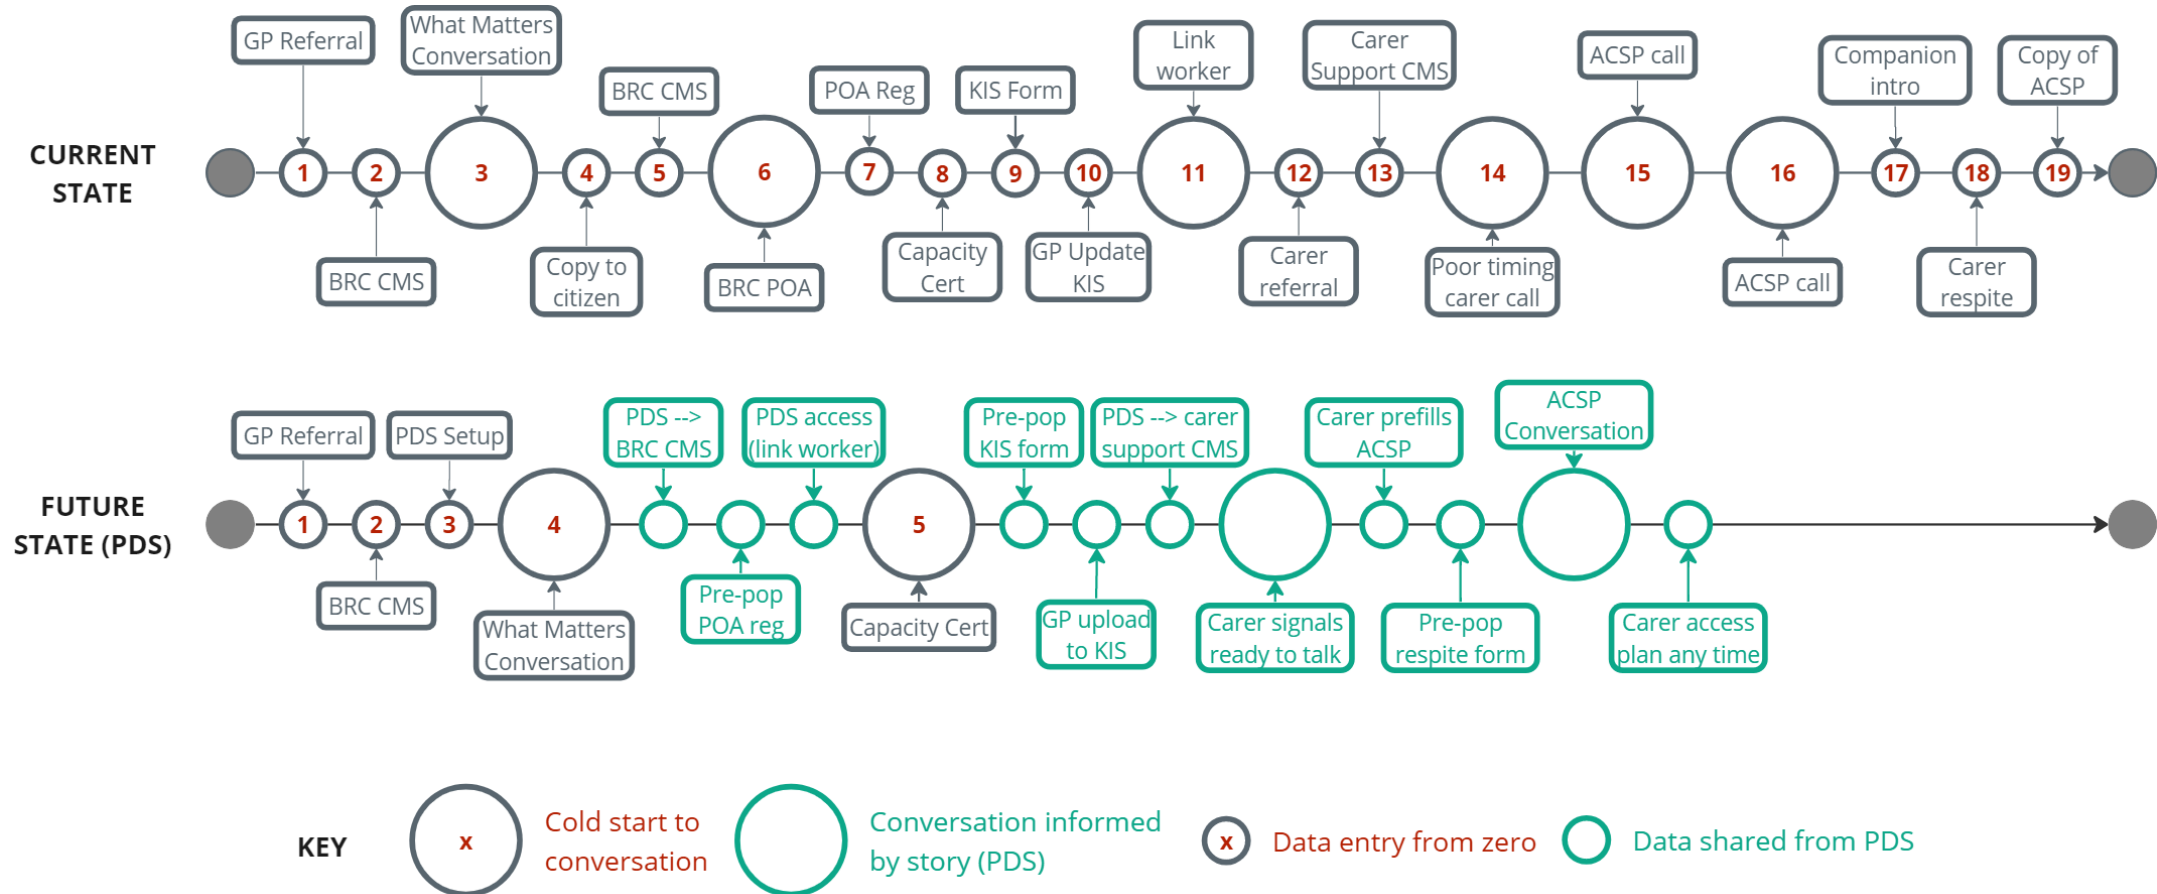 GP Referral
What Matters
Conversation
BRC CMS
POA Reg
KIS Form
Link
worker
Carer
Support CMS
ACSP call
Companion
intro
Copy of
ACSP
CURRENT
STATE
1
2
3
4
5
6
7
8
9
10
11
12
13
14
15
16
17
18
19
BRC CMS
Copy to
citizen
BRC POA
Capacity
Cert
GP Update
KIS
Carer
referral
Poor timing
carer call
ACSP call
Carer
respite
GP Referral
PDS Setup
PDS -->
BRC CMS
PDS access
(link worker)
Pre-pop
KIS form
PDS --> carer
support CMS
Carer prefills
ACSP
ACSP
Conversation
FUTURE
STATE (PDS)
1
2
3
4
5
BRC CMS
What Matters
Conversation
Pre-pop
POA reg
Capacity Cert
GP upload
to KIS
Carer signals
ready to talk
Pre-pop
respite form
Carer access
plan any time
KEY
x
Cold start to
conversation
Conversation informed
by story (PDS)
x
Data entry from zero
Data shared from PDS